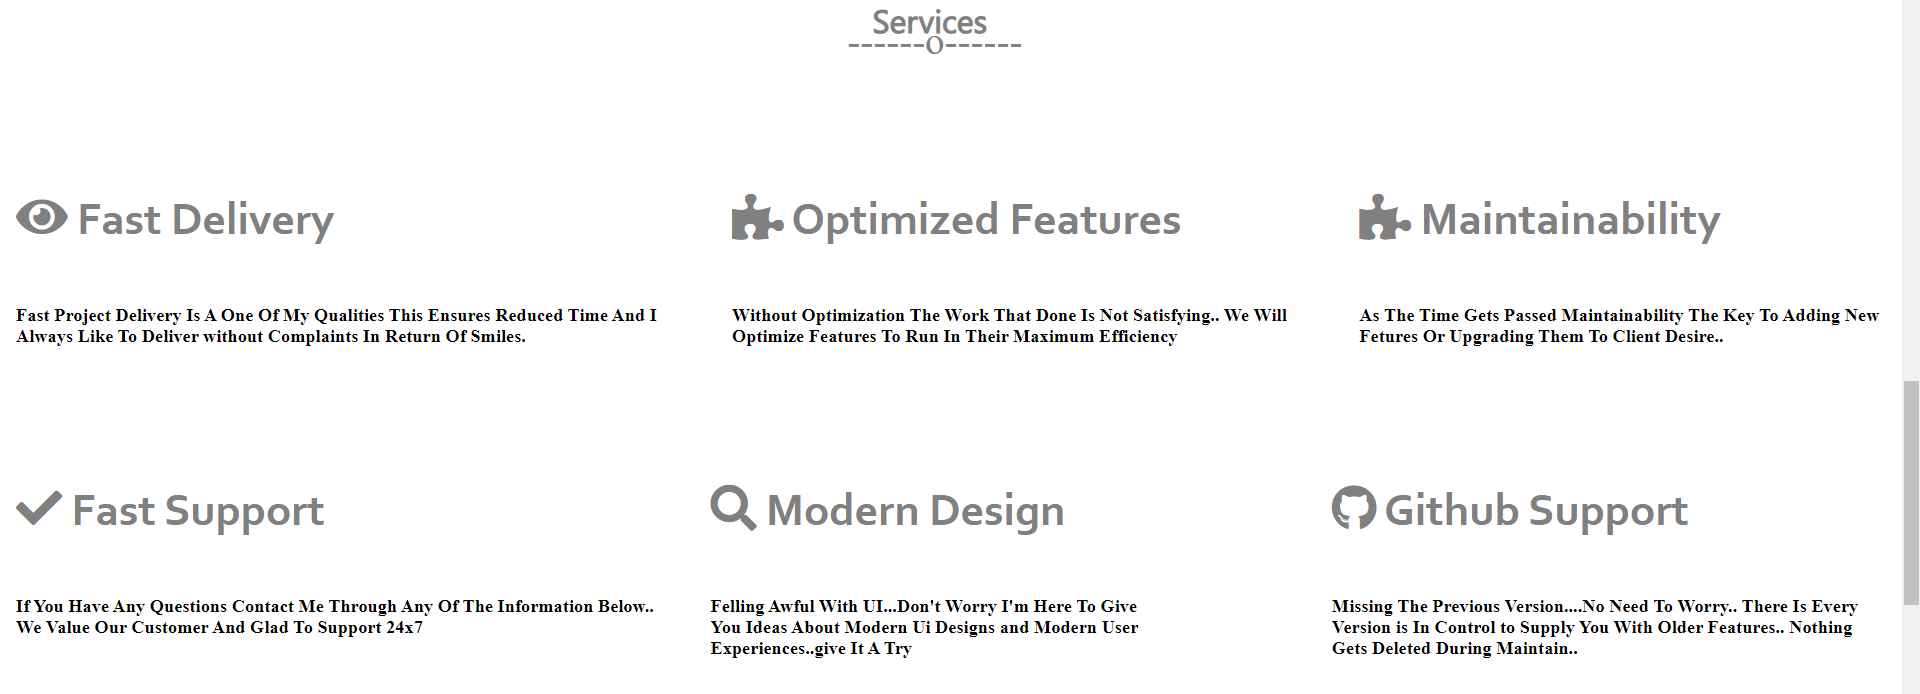 Services
------o------
Fast Delivery
Optimized Features
Maintainability
Fast Project Delivery Is A One Of My Qualities This Ensures Reduced Time And I
Always Like To Deliver without Complaints In Return Of Smiles.
Without Optimization The Work That Done Is Not Satisfying.. We Will
Optimize Features To Run In Their Maximum Efficiency
As The Time Gets Passed Maintainability The Key To Adding New
Fetures Or Upgrading Them To Client Desire..
Fast Support
Modern Design
Github Support
If You Have Any Questions Contact Me Through Any Of The Information Below..
We Value Our Customer And Glad To Support 24x7
Felling Awful With UI...Don't Worry I'm Here To Give
You Ideas About Modern Ui Designs and Modern User
Experiences..give It A Try
Missing The Previous Version....No Need To Worry.. There Is Every
Version is In Control to Supply You With Older Features.. Nothing
Gets Deleted During Maintain..